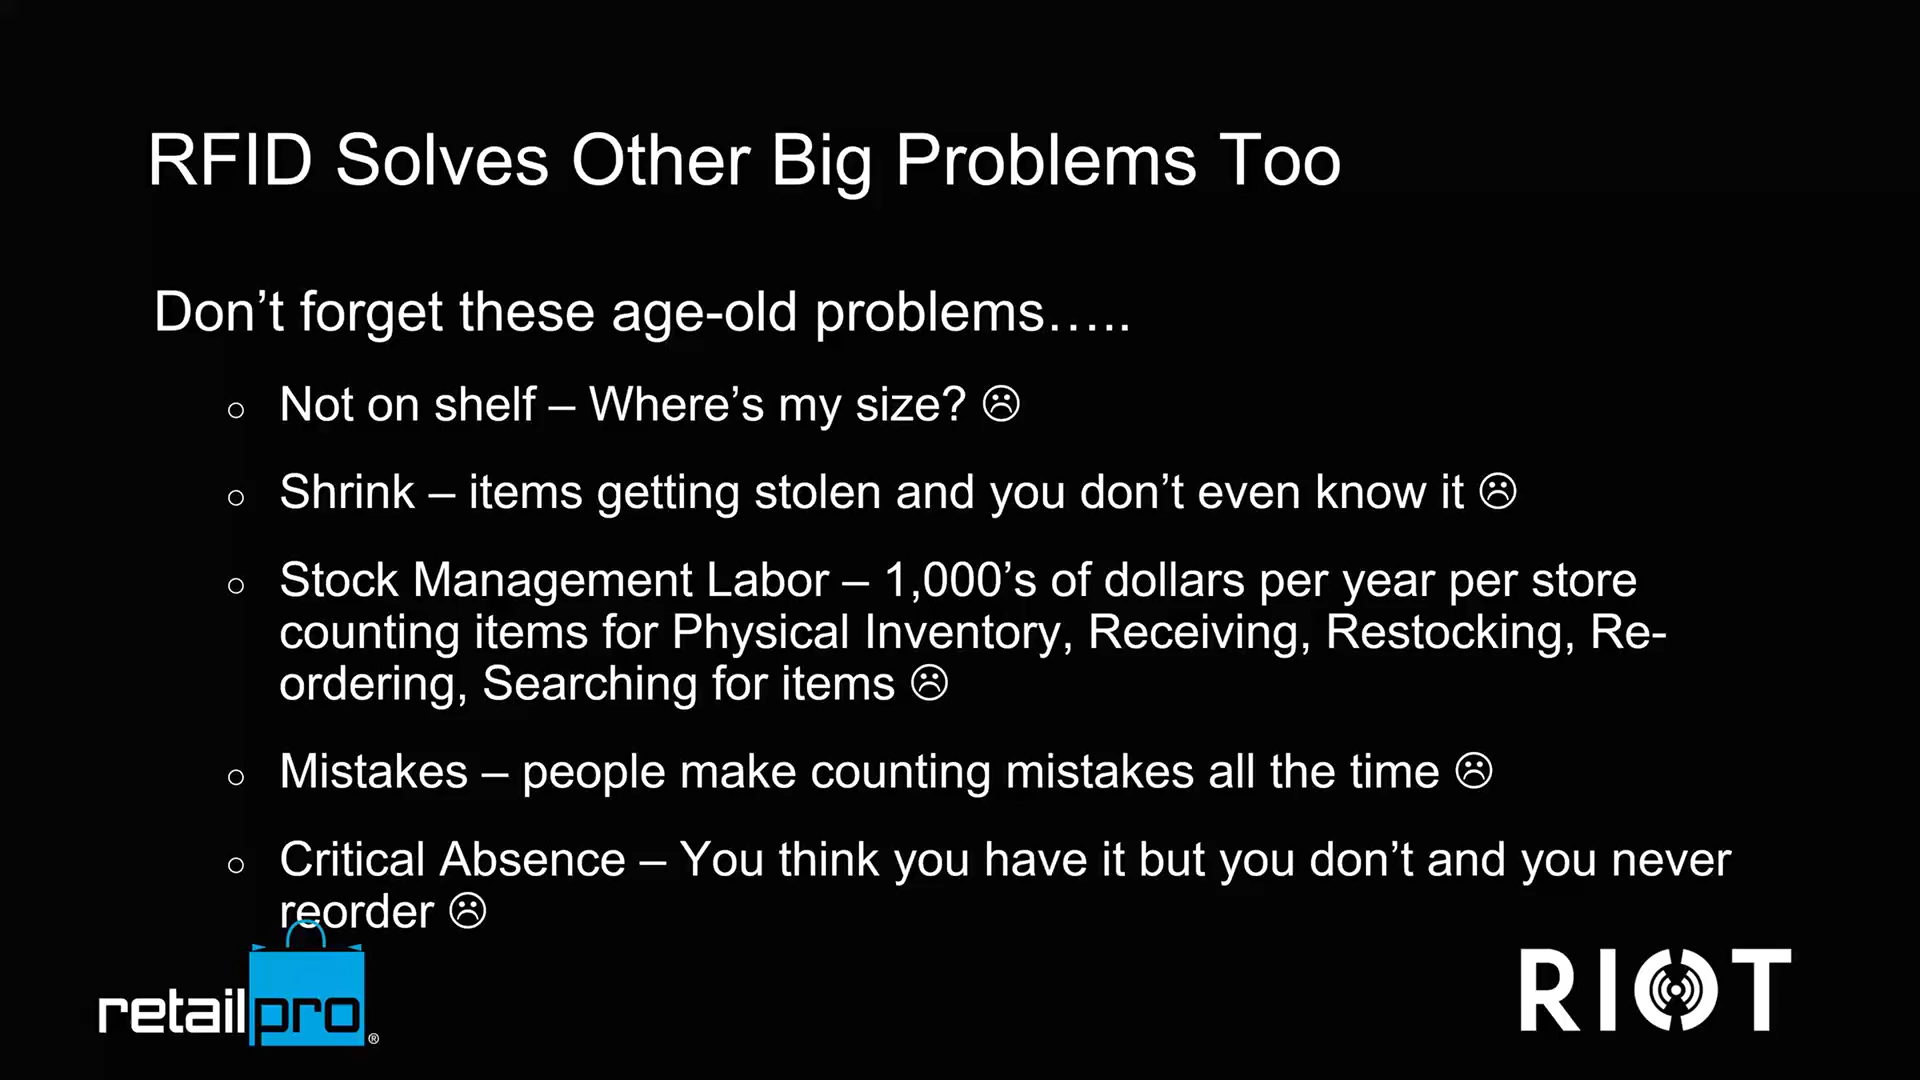 RFID Solves Other Big Problems Too
Don’t forget these age-old problems…..
○ Not on shelf – Where’s my size? ☹
○ Shrink – items getting stolen and you don’t even know it ☹
○ Stock Management Labor – 1,000’s of dollars per year per store
counting items for Physical Inventory, Receiving, Restocking, Re-
ordering, Searching for items ☹
○ Mistakes – people make counting mistakes all the time ☹
○ Critical Absence – You think you have it but you don’t and you never
reorder ☹
retail pro ®
RIOT